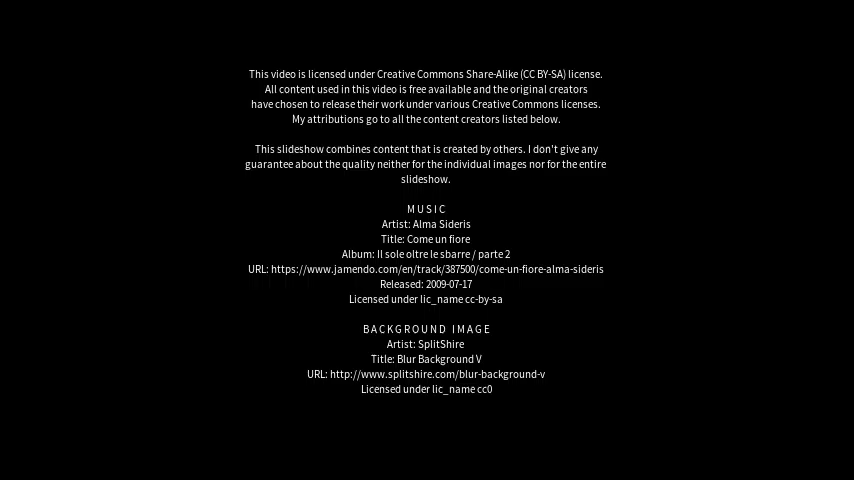 This video is licensed under Creative Commons Share-Alike (CC BY-SA) license.
All content used in this video is free available and the original creators
have chosen to release their work under various Creative Commons licenses.
My attributions go to all the content creators listed below.
This slideshow combines content that is created by others. I don't give any
guarantee about the quality neither for the individual images nor for the entire
slideshow.
MUSIC
Artist: Alma Sideris
Title: Come un fiore
Album: Il sole oltre le sbarre / parte 2
URL: https://www.jamendo.com/en/track/387500/come-un-fiore-alma-sideris
Released: 2009-07-17
Licensed under lic_name cc-by-sa
BACKGROUND IMAGE
Artist: SplitShire
Title: Blur Background V
URL: http://www.splitshire.com/blur-background-v
Licensed under lic_name cc0